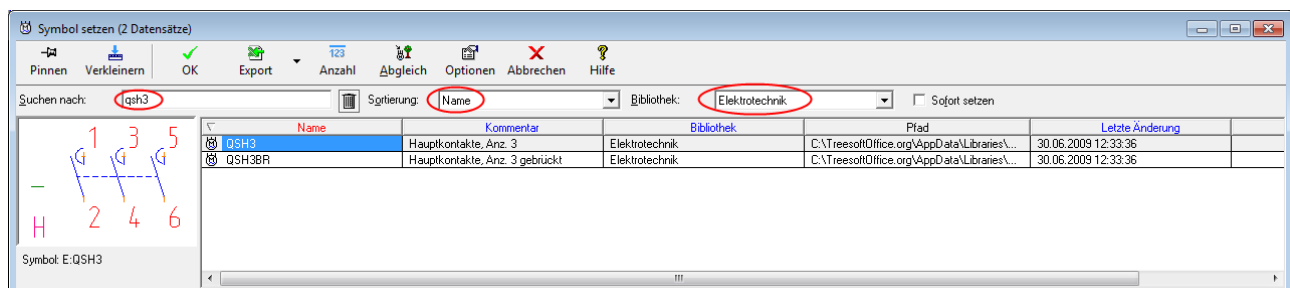 Symbol setzen (2 Datensätze)
Pinnen Verkleinern OK Export 123 Anzahl Abgleich Optionen Abbrechen Hilfe
Suchen nach: qsh3 Sortierung: Name Bibliothek: Elektrotechnik Sofort setzen
Name Kommentar Bibliothek Pfad Letzte Änderung
QSH3 Hauptkontakte, Anz. 3 Elektrotechnik C:\TreesoftOffice.org\AppData\Libraries\... 30.06.2009 12:33:36
QSH3BR Hauptkontakte, Anz. 3 gebrückt Elektrotechnik C:\TreesoftOffice.org\AppData\Libraries\... 30.06.2009 12:33:36
1 3 5
2 4 6
H
Symbol: E:QSH3